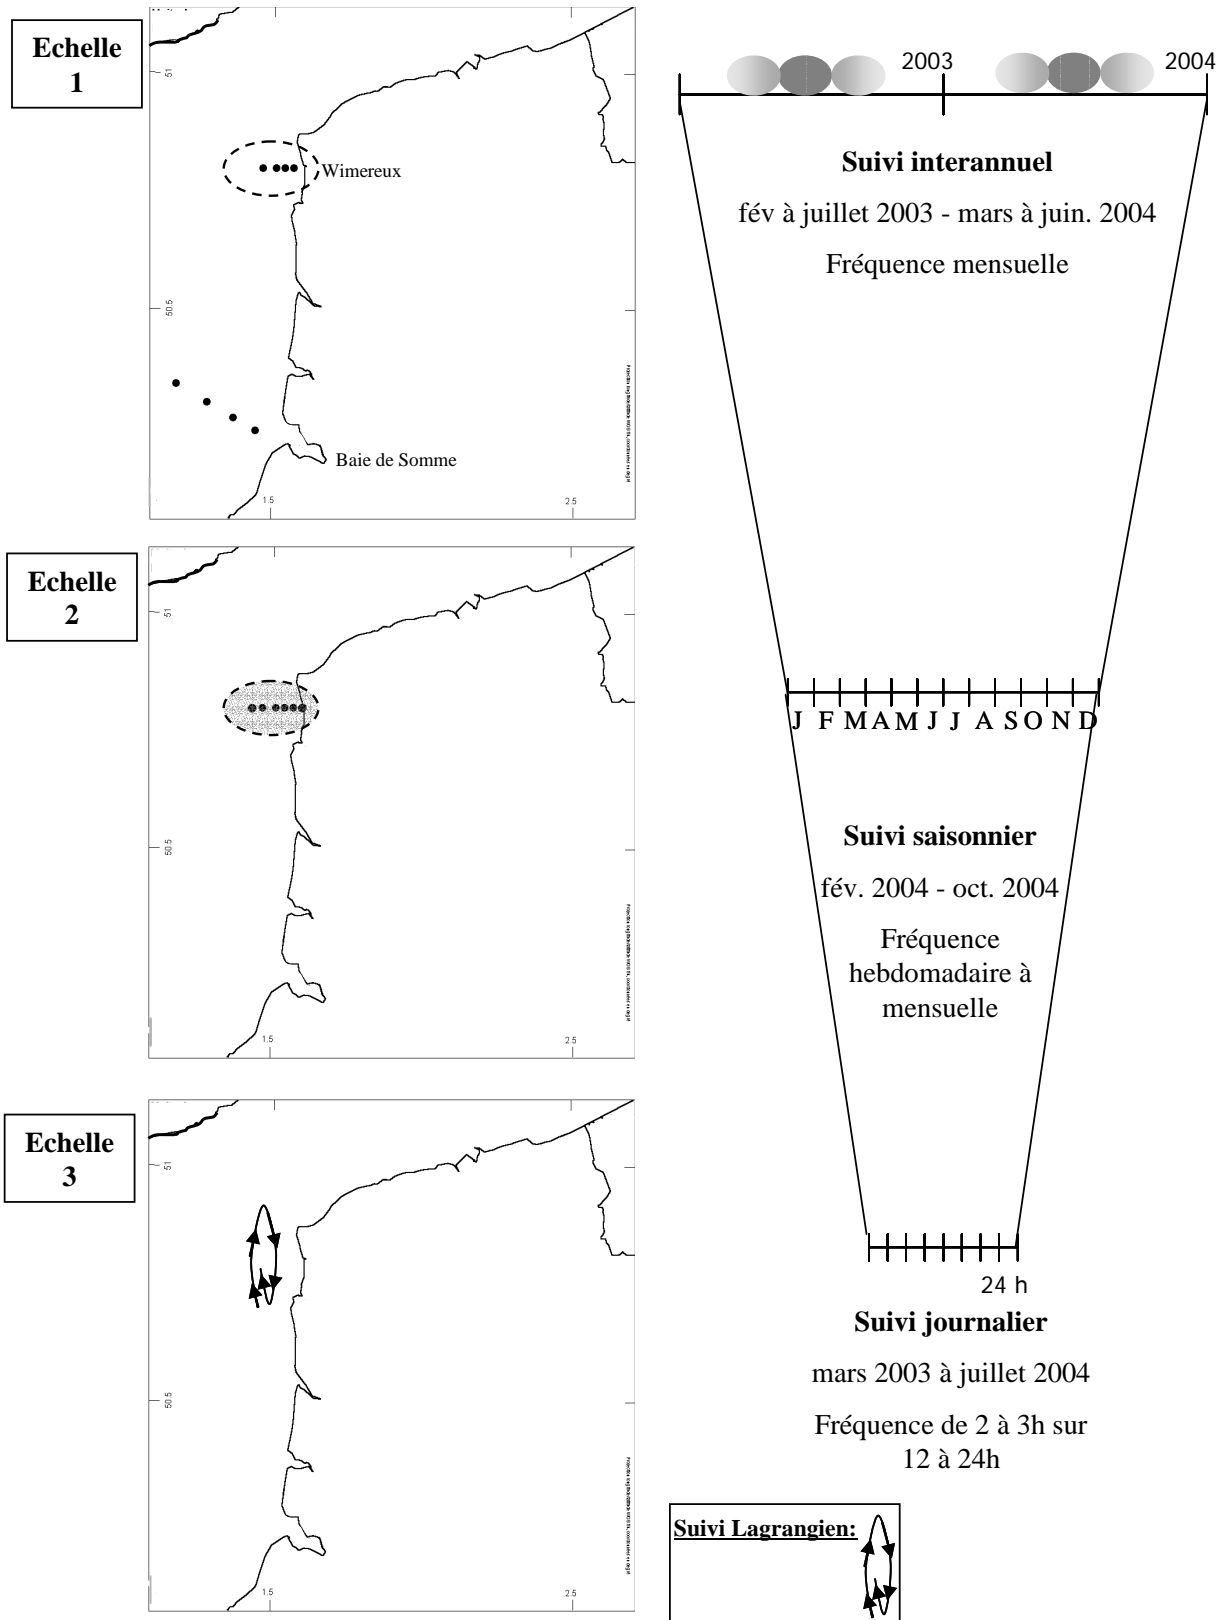 Echelle
1
51
50.5
1.5
2.5
Wimereux
Baie de Somme
2003
2004
Suivi interannuel
fév à juillet 2003 - mars à juin. 2004
Fréquence mensuelle
Echelle
2
51
50.5
1.5
2.5
J F M A M J J A S O N D
Suivi saisonnier
fév. 2004 - oct. 2004
Fréquence
hebdomadaire à
mensuelle
Echelle
3
51
50.5
1.5
2.5
24 h
Suivi journalier
mars 2003 à juillet 2004
Fréquence de 2 à 3h sur
12 à 24h
Suivi Lagrangien: